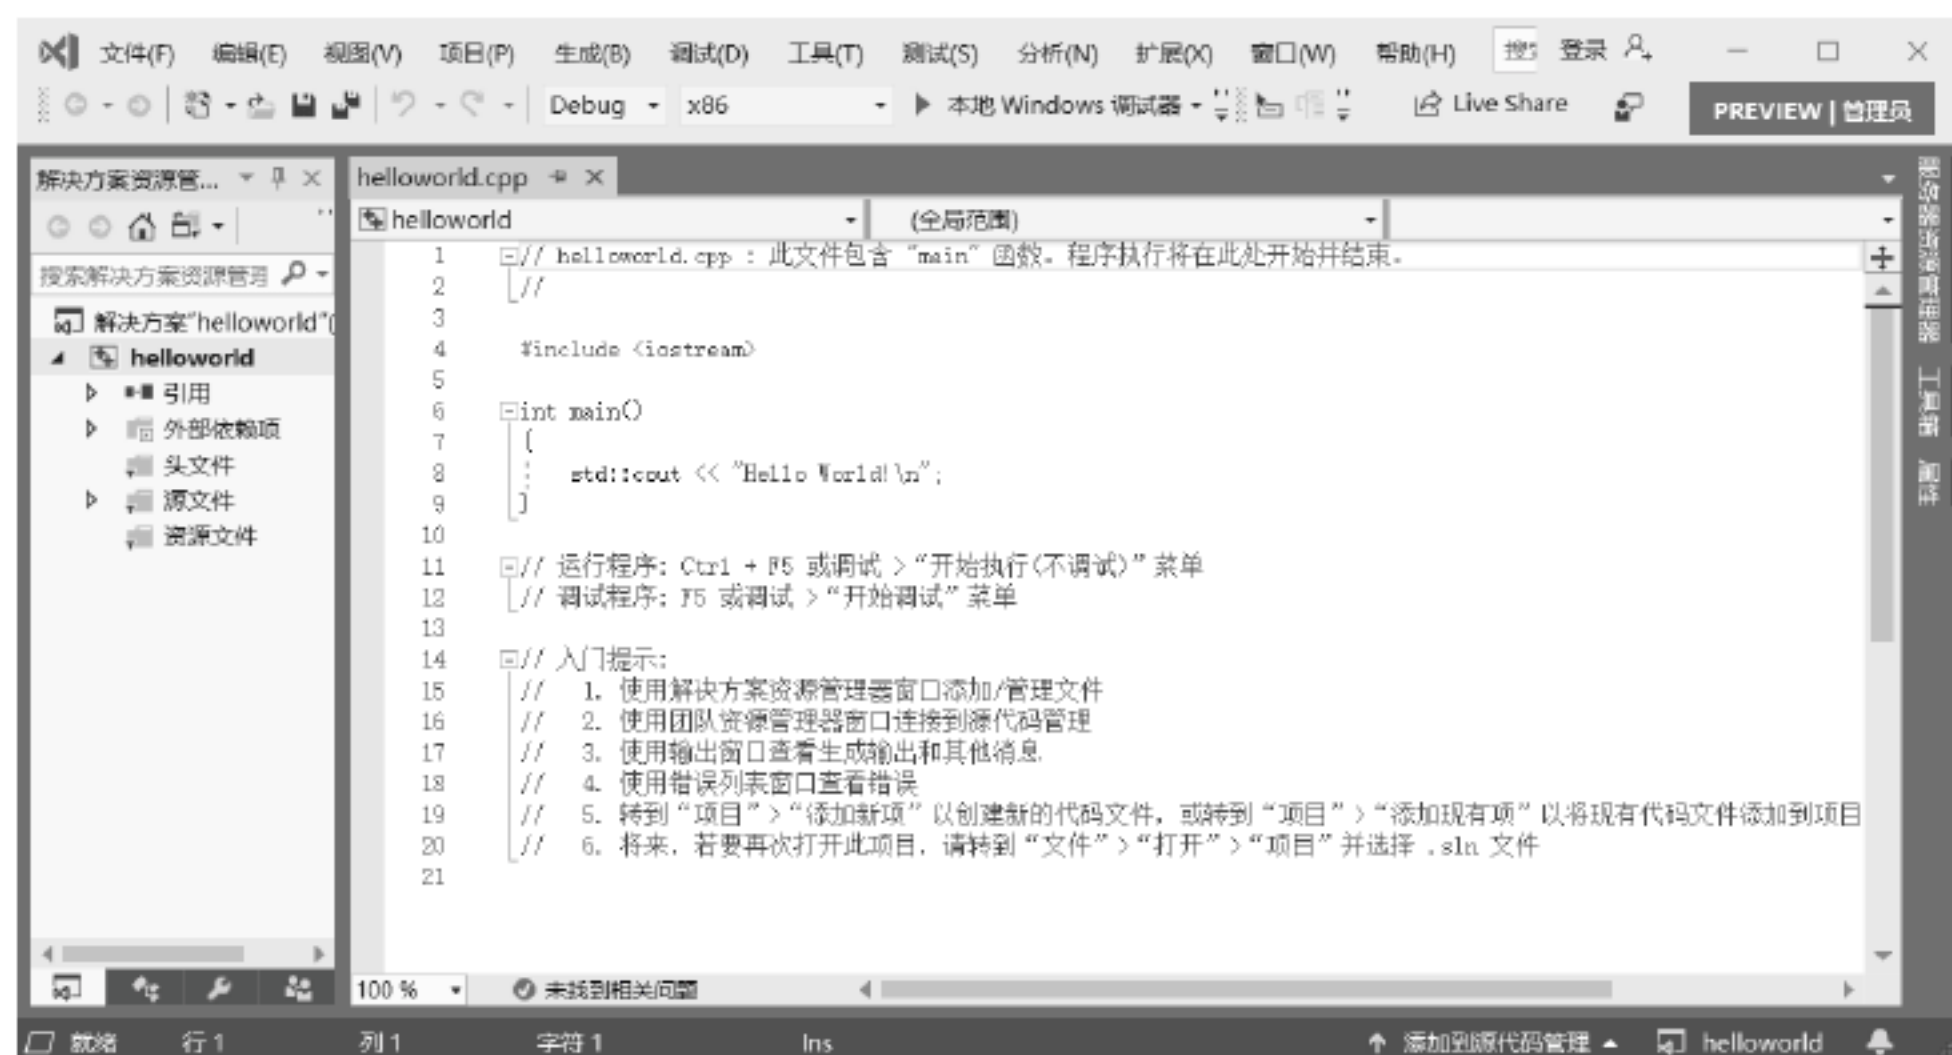 文件(F) 编辑(E) 视图(V) 项目(P) 生成(B) 调试(D) 工具(T) 测试(S) 分析(N) 扩展(X) 窗口(W) 帮助(H) 登录
Debug x86 本地 Windows 调试器 Live Share PREVIEW | 管理员
解决方案资源管...
搜索解决方案资源管理
解决方案"helloworld"(
helloworld
引用
外部依赖项
头文件
源文件
资源文件
helloworld.cpp
helloworld (全局范围)
1 // helloworld.cpp : 此文件包含 "main" 函数。程序执行将在此处开始并结束。
2 //
3
4 #include <iostream>
5
6 int main()
7 {
8 std::cout << "Hello World!\n";
9 }
10
11 // 运行程序: Ctrl + F5 或调试 >“开始执行(不调试)”菜单
12 // 调试程序: F5 或调试 >“开始调试”菜单
13
14 // 入门提示:
15 // 1. 使用解决方案资源管理器窗口添加/管理文件
16 // 2. 使用团队资源管理器窗口连接到源代码管理
17 // 3. 使用输出窗口查看生成输出和其他消息
18 // 4. 使用错误列表窗口查看错误
19 // 5. 转到“项目”>“添加新项”以创建新的代码文件，或转到“项目”>“添加现有项”以将现有代码文件添加到项目
20 // 6. 将来，若要再次打开此项目，请转到“文件”>“打开”>“项目”并选择 .sln 文件
21
100 % 未找到相关问题
服务器资源管理器
工具箱
属性
就绪 行 1 列 1 字符 1 Ins 添加到源代码管理 helloworld